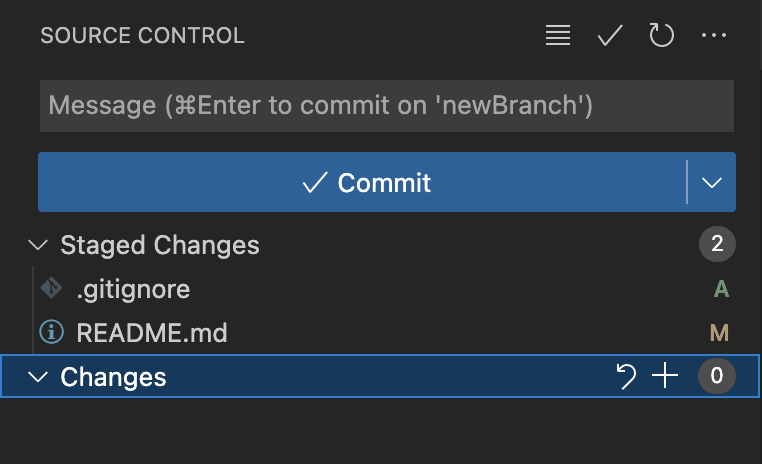 SOURCE CONTROL
Message (⌘Enter to commit on 'newBranch')
Commit
Staged Changes 2
.gitignore A
README.md M
Changes 0